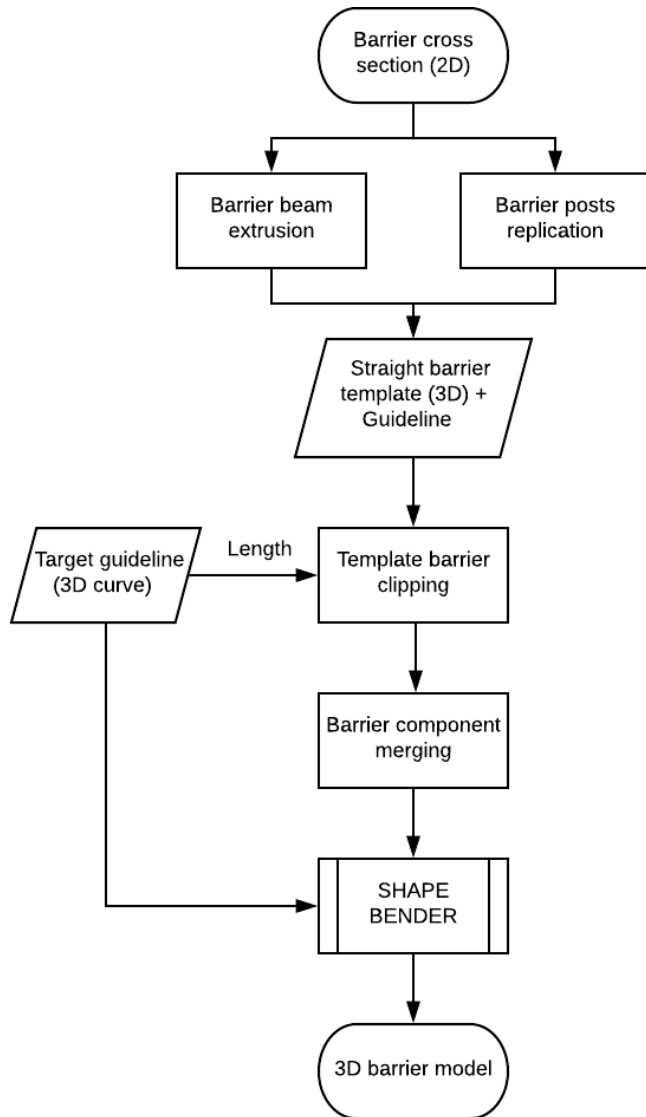 Barrier cross
section (2D)
Barrier beam
extrusion
Barrier posts
replication
Straight barrier
template (3D) +
Guideline
Target guideline
(3D curve)
Length
Template barrier
clipping
Barrier component
merging
SHAPE
BENDER
3D barrier model